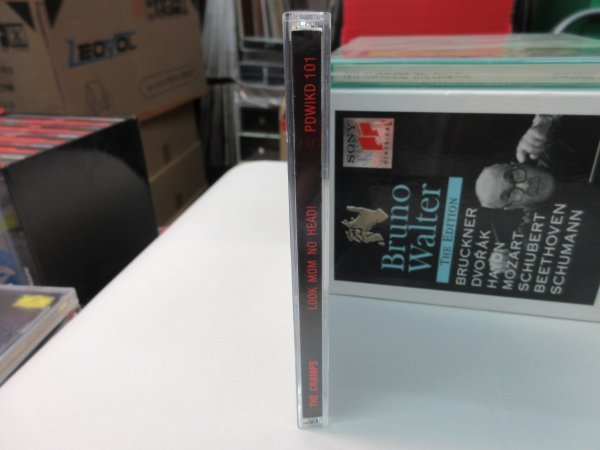 THE CRAMPS LOOK MOM NO HEAD! PDWIKD 101
SONY
CLASSICAL
Bruno
Walter
THE EDITION
BRUCKNER
DVOŘÁK
HAYDN
MOZART
SCHUBERT
BEETHOVEN
SCHUMANN